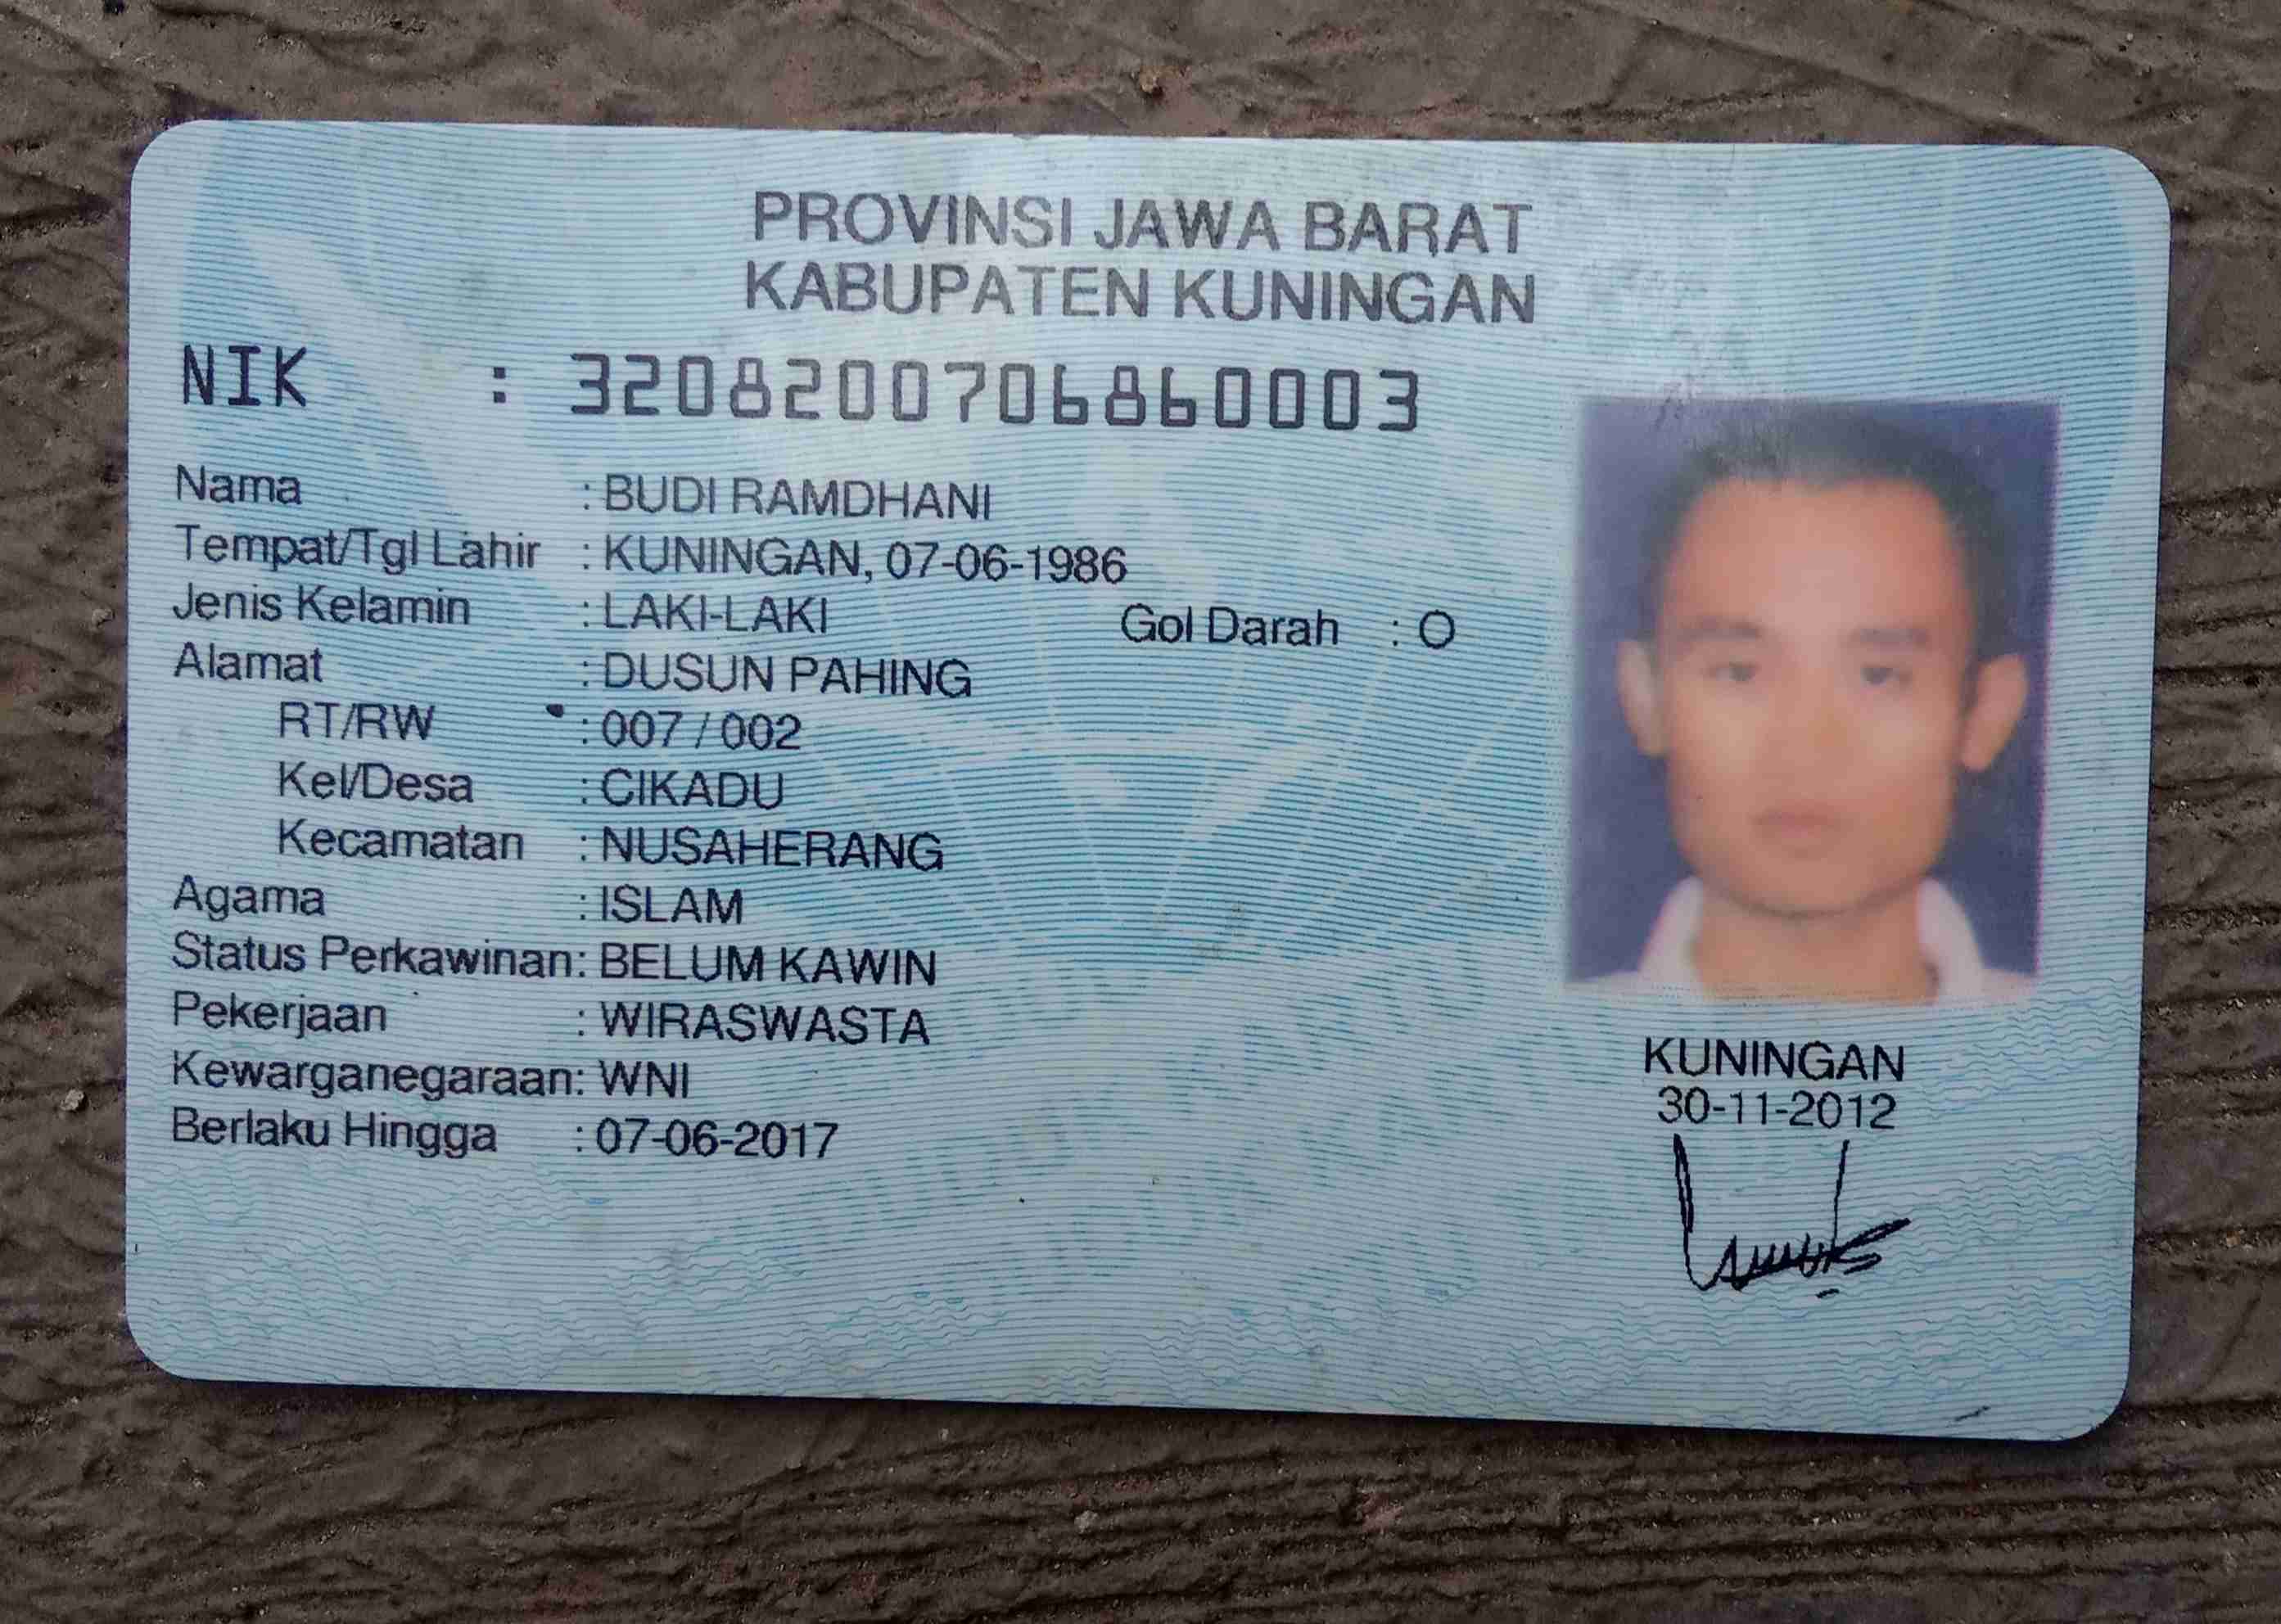 PROVINSI JAWA BARAT
KABUPATEN KUNINGAN
NIK : 3208200706860003
Nama : BUDI RAMDHANI
Tempat/Tgl Lahir : KUNINGAN, 07-06-1986
Jenis Kelamin : LAKI-LAKI Gol Darah : O
Alamat : DUSUN PAHING
RT/RW : 007 / 002
Kel/Desa : CIKADU
Kecamatan : NUSAHERANG
Agama : ISLAM
Status Perkawinan: BELUM KAWIN
Pekerjaan : WIRASWASTA
Kewarganegaraan: WNI
Berlaku Hingga : 07-06-2017
KUNINGAN
30-11-2012